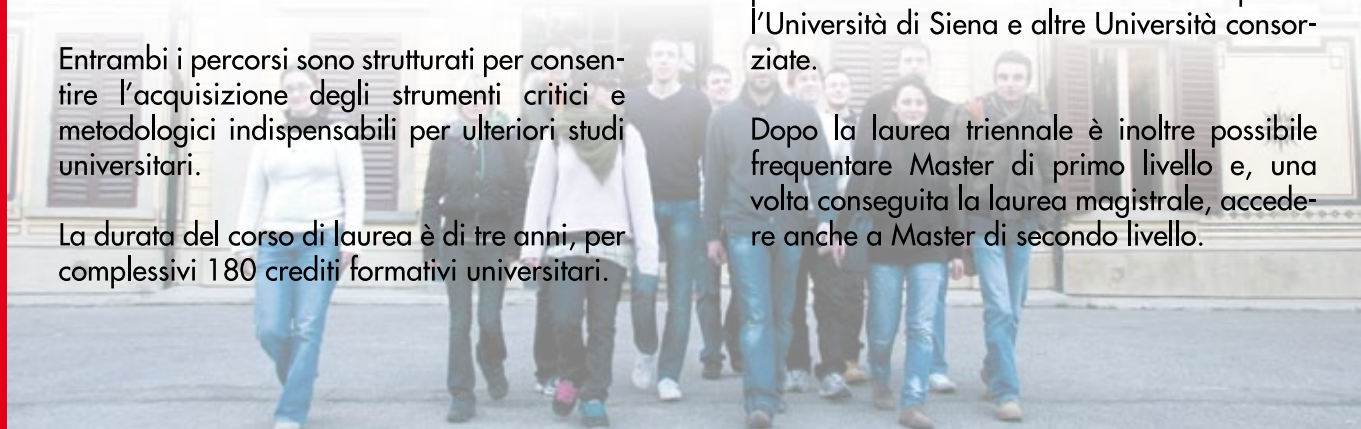 Entrambi i percorsi sono strutturati per consen-
tire l'acquisizione degli strumenti critici e
metodologici indispensabili per ulteriori studi
universitari.
La durata del corso di laurea è di tre anni, per
complessivi 180 crediti formativi universitari.
l'Università di Siena e altre Università consor-
ziate.
Dopo la laurea triennale è inoltre possibile
frequentare Master di primo livello e, una
volta conseguita la laurea magistrale, accede-
re anche a Master di secondo livello.